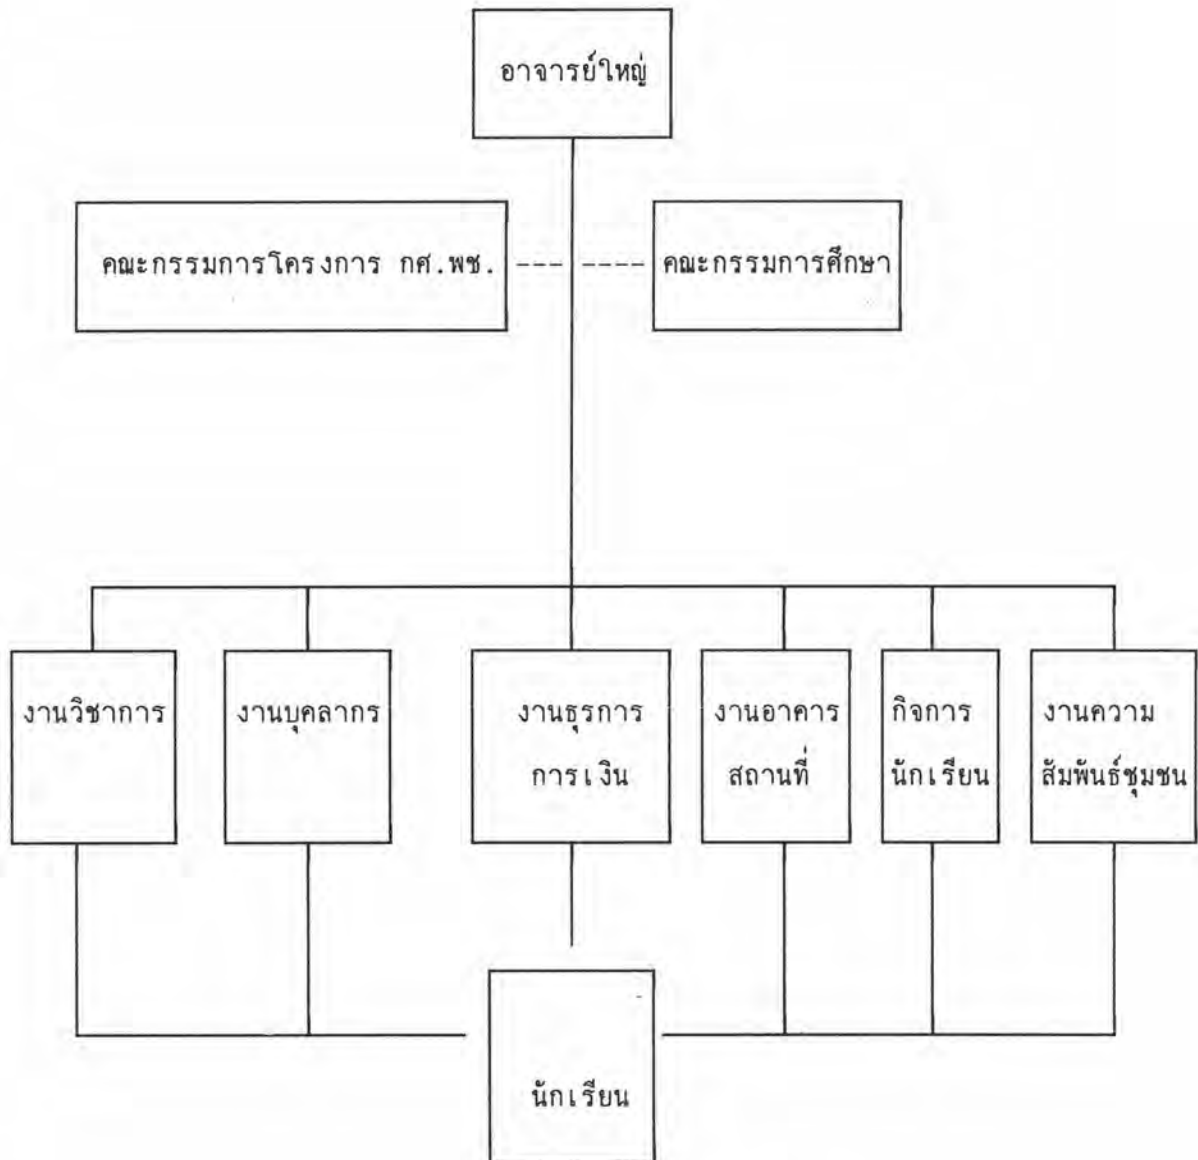 อาจารย์ใหญ่
คณะกรรมการโครงการ กศ.พช.
คณะกรรมการศึกษา
งานวิชาการ
งานบุคลากร
งานธุรการ
การเงิน
งานอาคาร
สถานที่
กิจการ
นักเรียน
งานความ
สัมพันธ์ชุมชน
นักเรียน